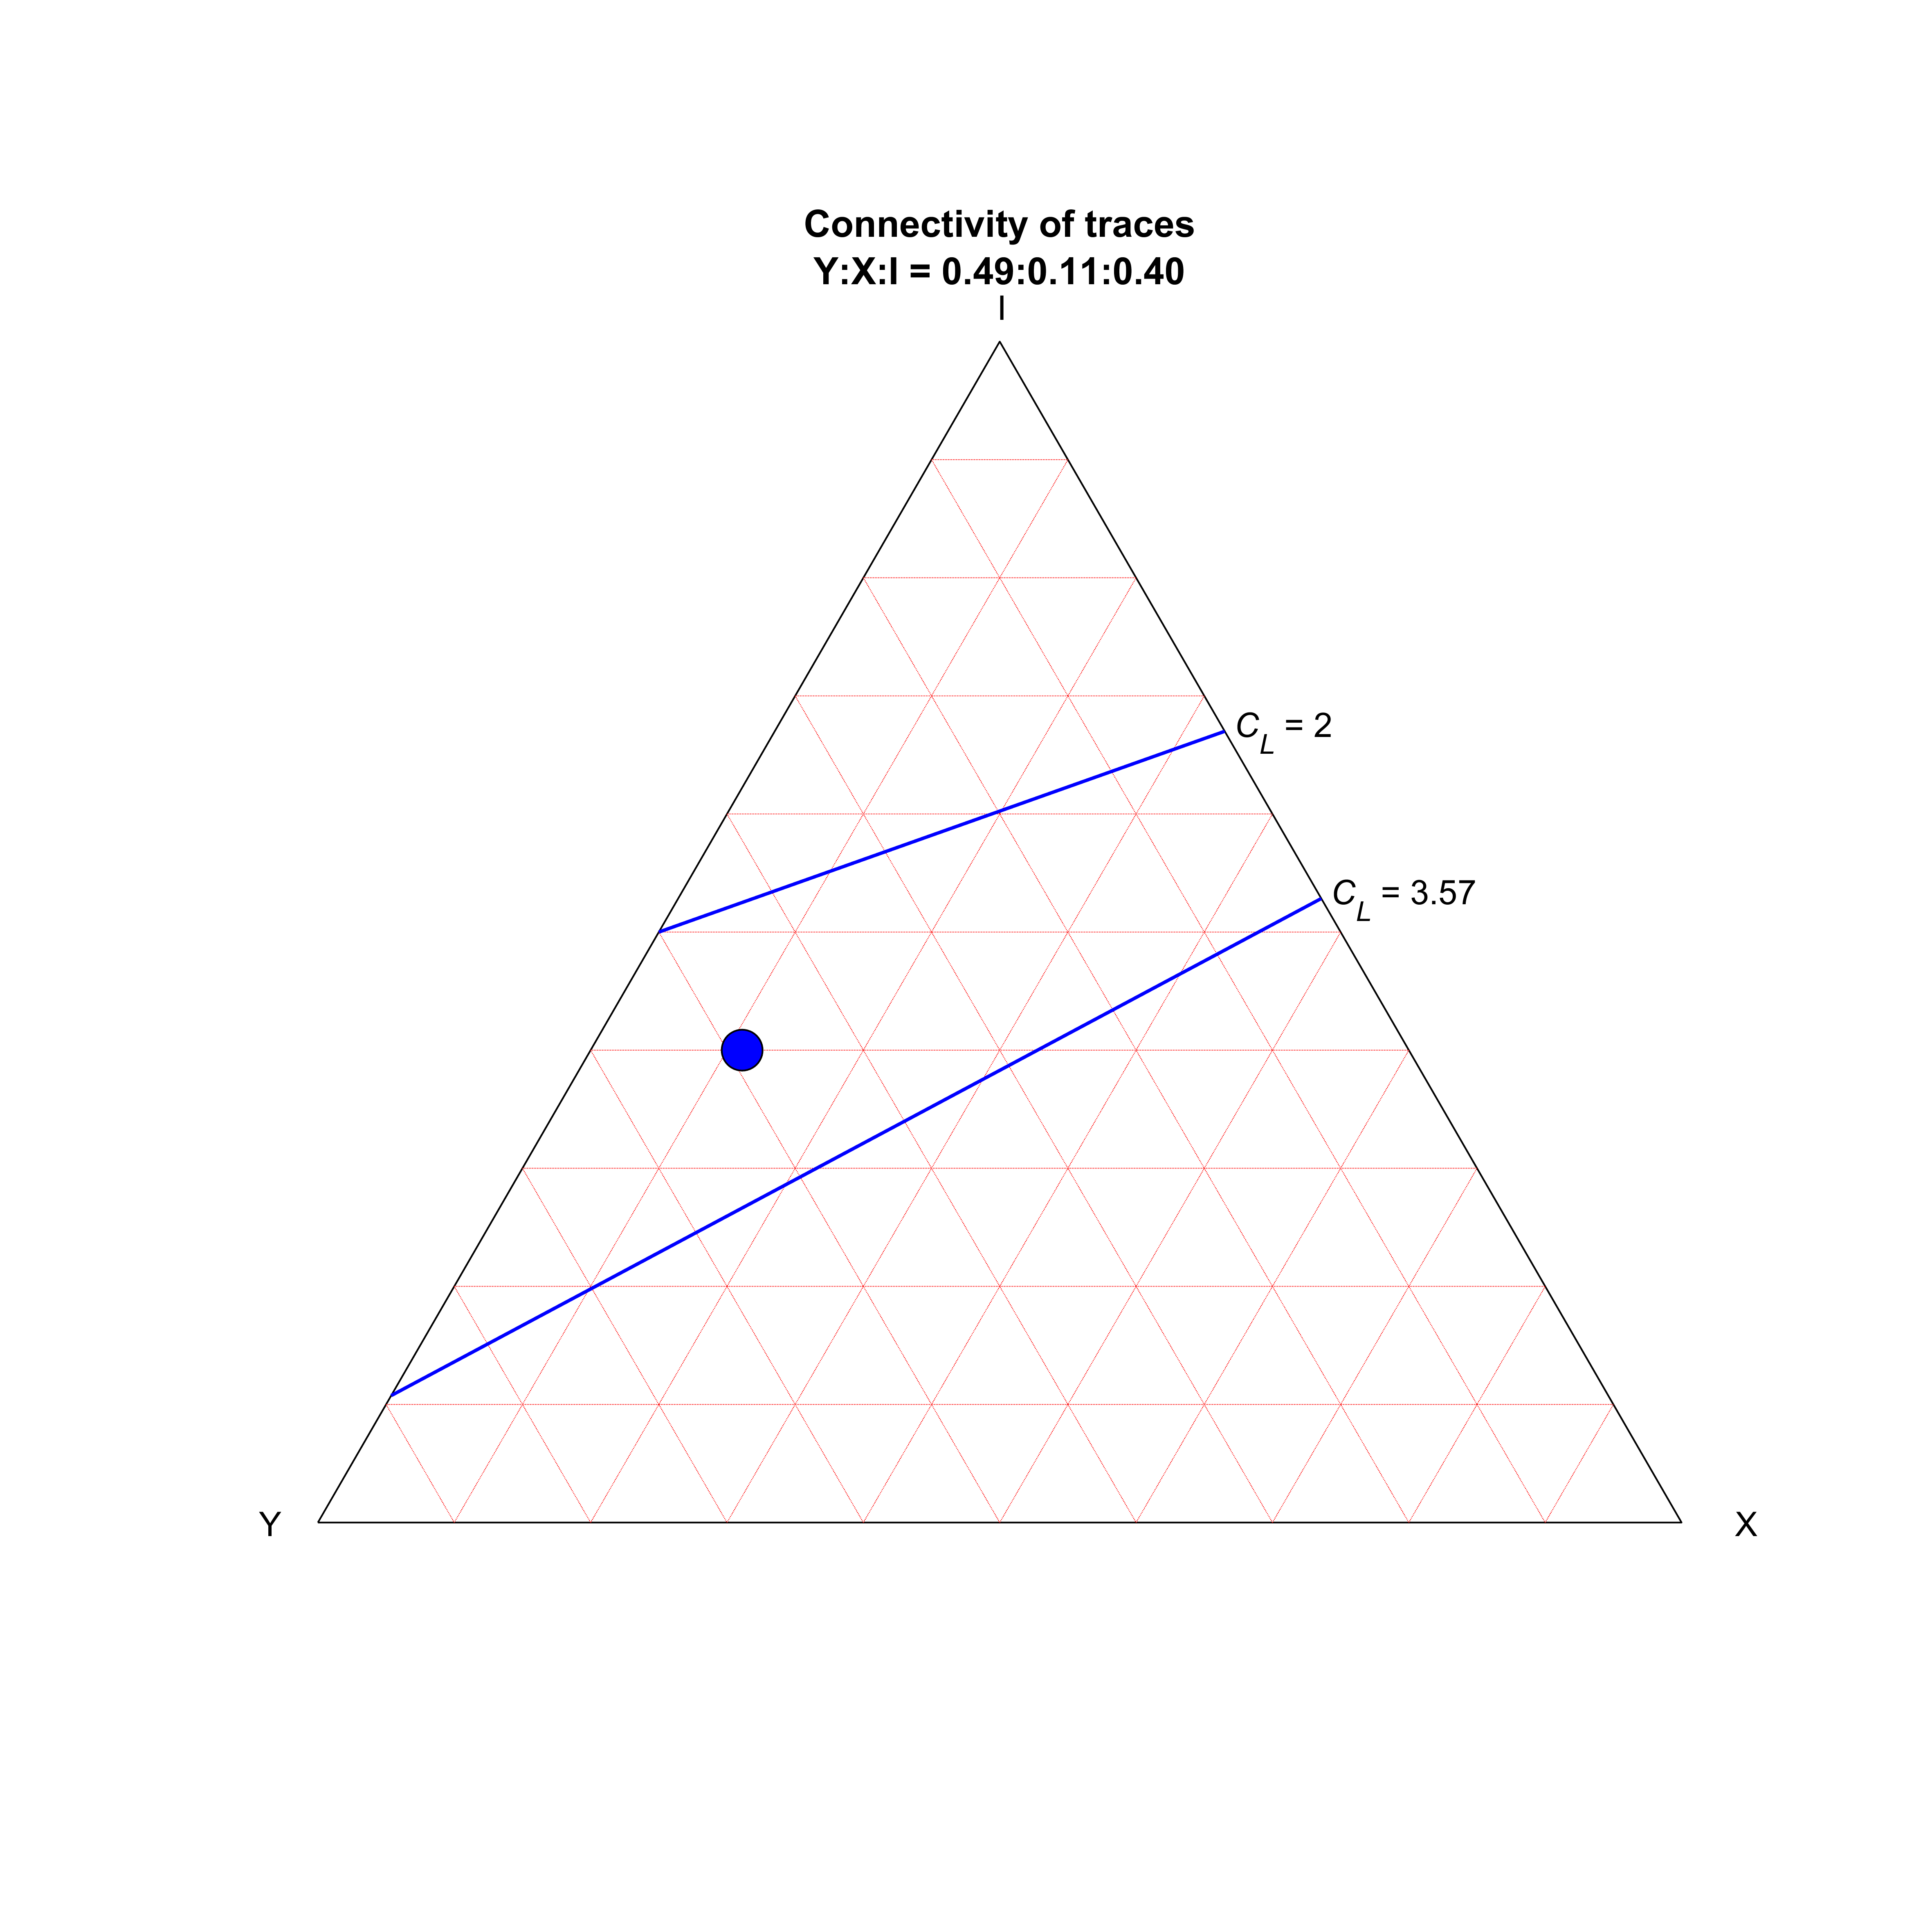 Connectivity of traces
Y:X:I = 0.49:0.11:0.40
I
C_L = 2
C_L = 3.57
Y
X